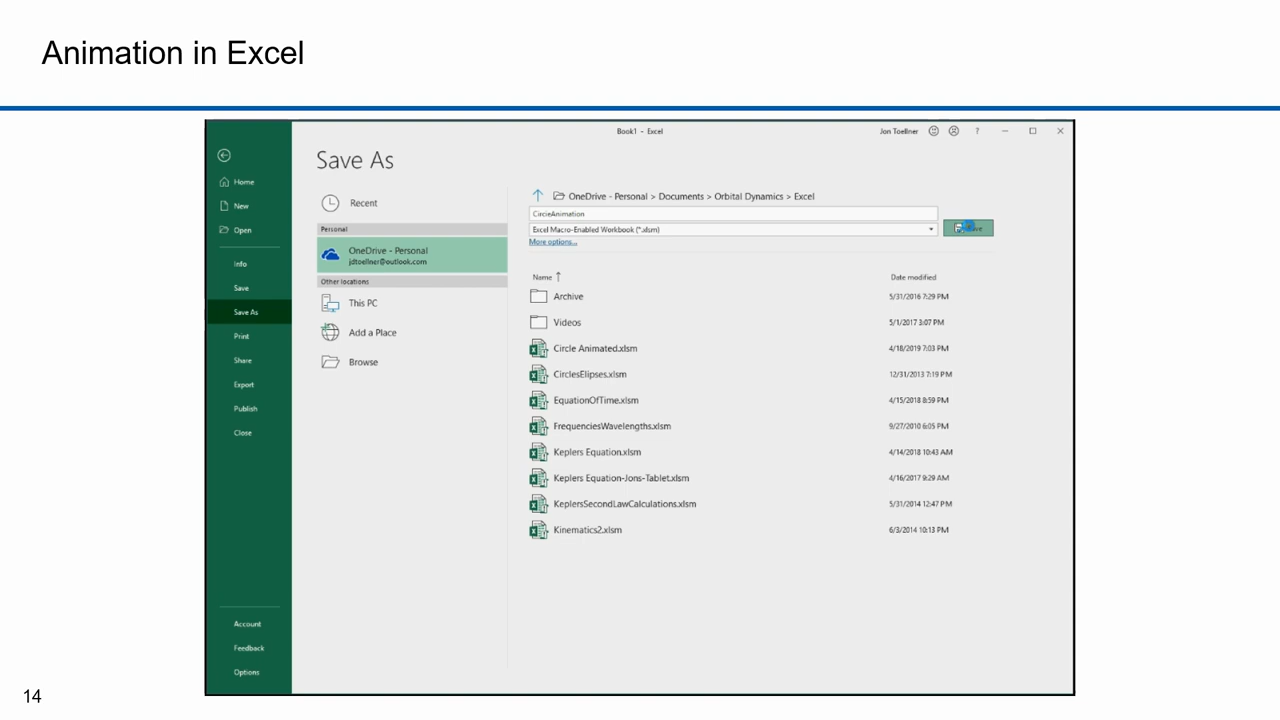 Animation in Excel
Book1 - Excel
Jon Toellner
?
Save As
Home
New
Open
Info
Save
Save As
Print
Share
Export
Publish
Close
Account
Feedback
Options
Recent
Personal
OneDrive - Personal
jdtoellner@outlook.com
Other locations
This PC
Add a Place
Browse
OneDrive - Personal > Documents > Orbital Dynamics > Excel
CircleAnimation
Excel Macro-Enabled Workbook (*.xlsm)
More options...
Name Date modified
Archive 5/31/2016 7:29 PM
Videos 5/1/2017 3:07 PM
Circle Animated.xlsm 4/18/2019 7:03 PM
CirclesElipses.xlsm 12/31/2013 7:19 PM
EquationOfTime.xlsm 4/15/2018 8:59 PM
FrequenciesWavelengths.xlsm 9/27/2010 6:05 PM
Keplers Equation.xlsm 4/14/2018 10:43 AM
Keplers Equation-Jons-Tablet.xlsm 4/16/2017 9:29 AM
KeplersSecondLawCalculations.xlsm 5/31/2014 12:47 PM
Kinematics2.xlsm 6/3/2014 10:13 PM
14